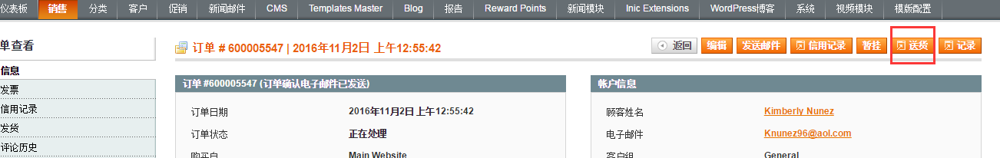 仪表板 销售 分类 客户 促销 新闻邮件 CMS Templates Master Blog 报告 Reward Points 新闻模块 Inic Extensions WordPress博客 系统 视频模块 模版配置
单查看
订单 # 600005547 | 2016年11月2日 上午12:55:42
返回 编辑 发送邮件 信用记录 暂挂 送货 记录
信息
发票
信用记录
发货
评论历史
订单 #600005547 (订单确认电子邮件已发送)
订单日期 2016年11月2日 上午12:55:42
订单状态 正在处理
购买自 Main Website
帐户信息
顾客姓名 Kimberly Nunez
电子邮件 Knunez96@aol.com
客户组 General